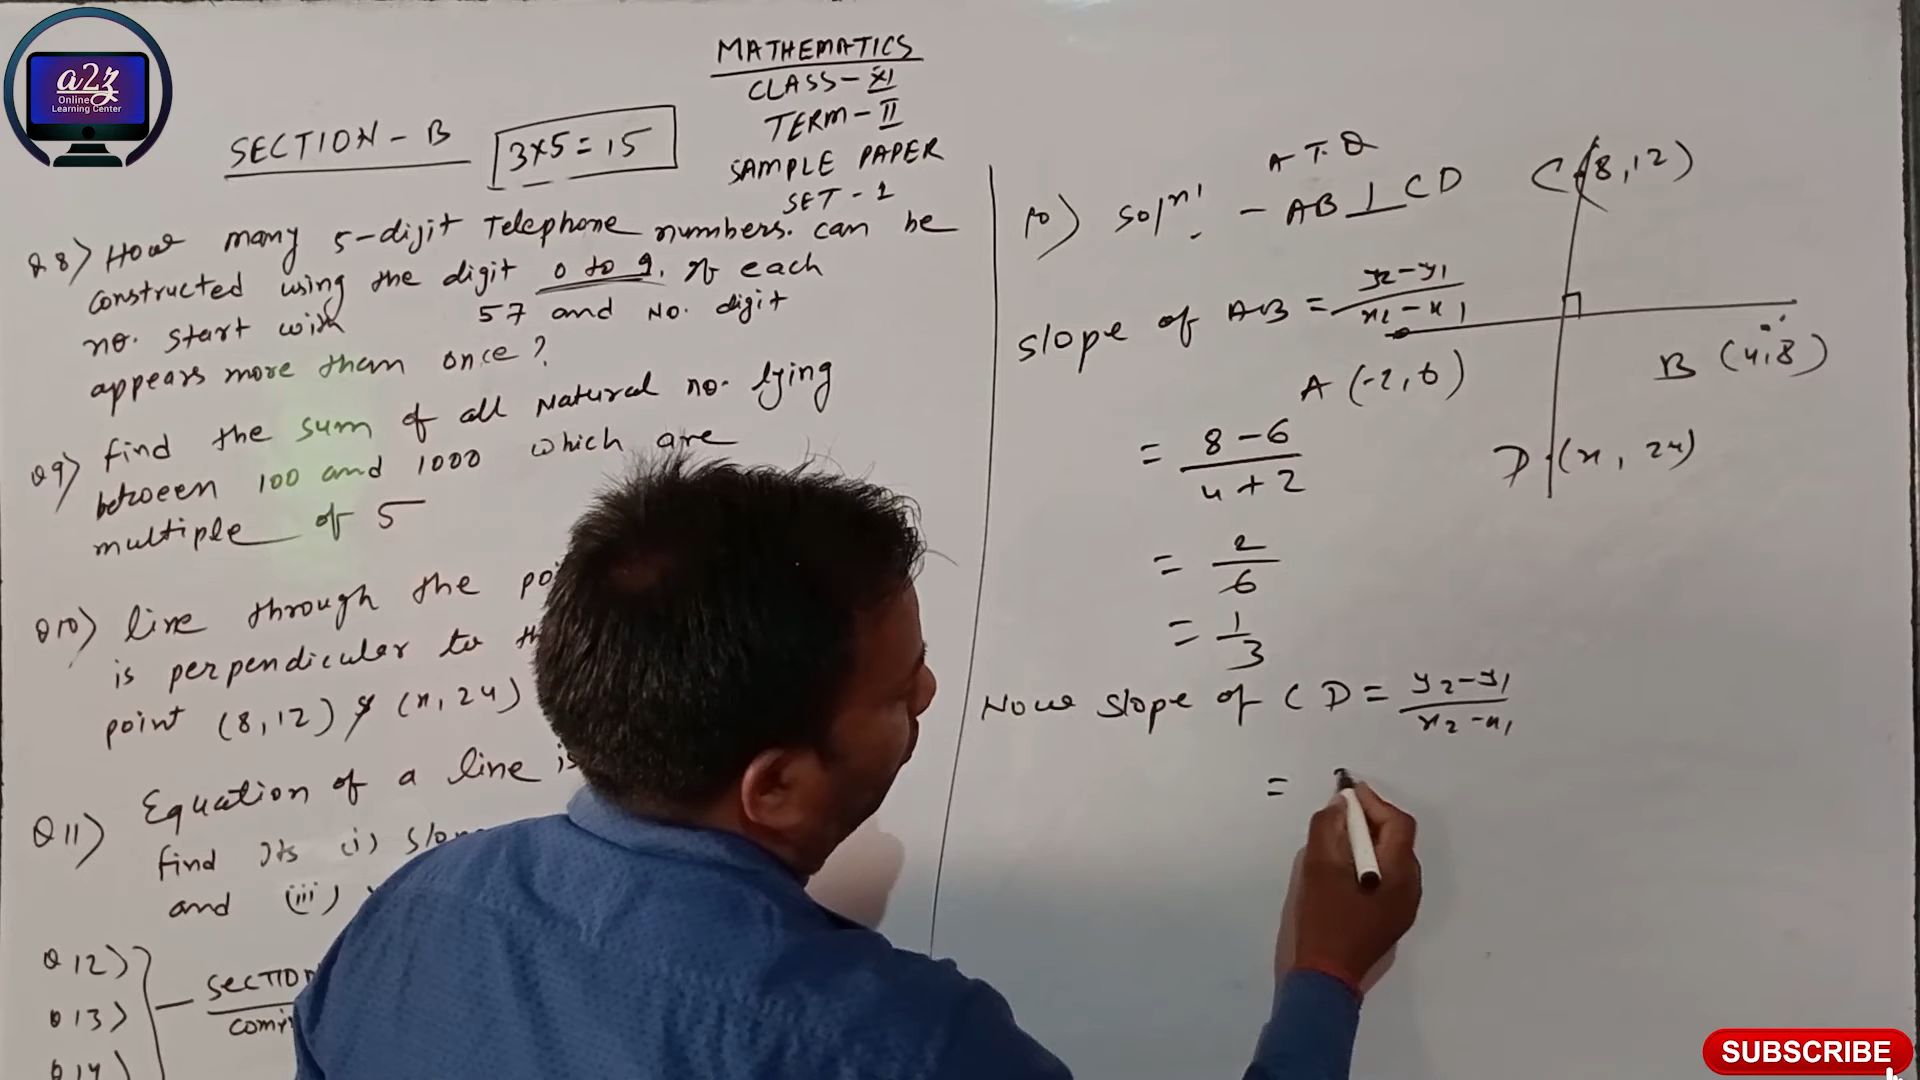 a2z
Online
Learning Center
MATHEMATICS
CLASS - XI
TERM - II
SAMPLE PAPER
SET - 1
SECTION - B
3x5 = 15
Q8) How many 5-digit Telephone numbers. can be
constructed using the digit 0 to 9. if each
no. start with 57 and No. digit
appears more than once?
Q9) find the sum of all Natural no. lying
between 100 and 1000 which are
multiple of 5
Q10) line through the poi
is perpendicular to th
point (8, 12) & (x, 24)
Q11) Equation of a line is
find Its (i) slop
and (iii)
Q12)
Q13)
Q14)
SECTION
comin
A T. Q
10) Solⁿ! - AB ⊥ CD
C (8, 12)
slope of AB = y2 - y1 / x2 - x1
A (-2, 6)
B (4, 8)
D (x, 24)
= 8 - 6 / 4 + 2
= 2 / 6
= 1 / 3
Now slope of CD = y2 - y1 / x2 - x1
=
SUBSCRIBE